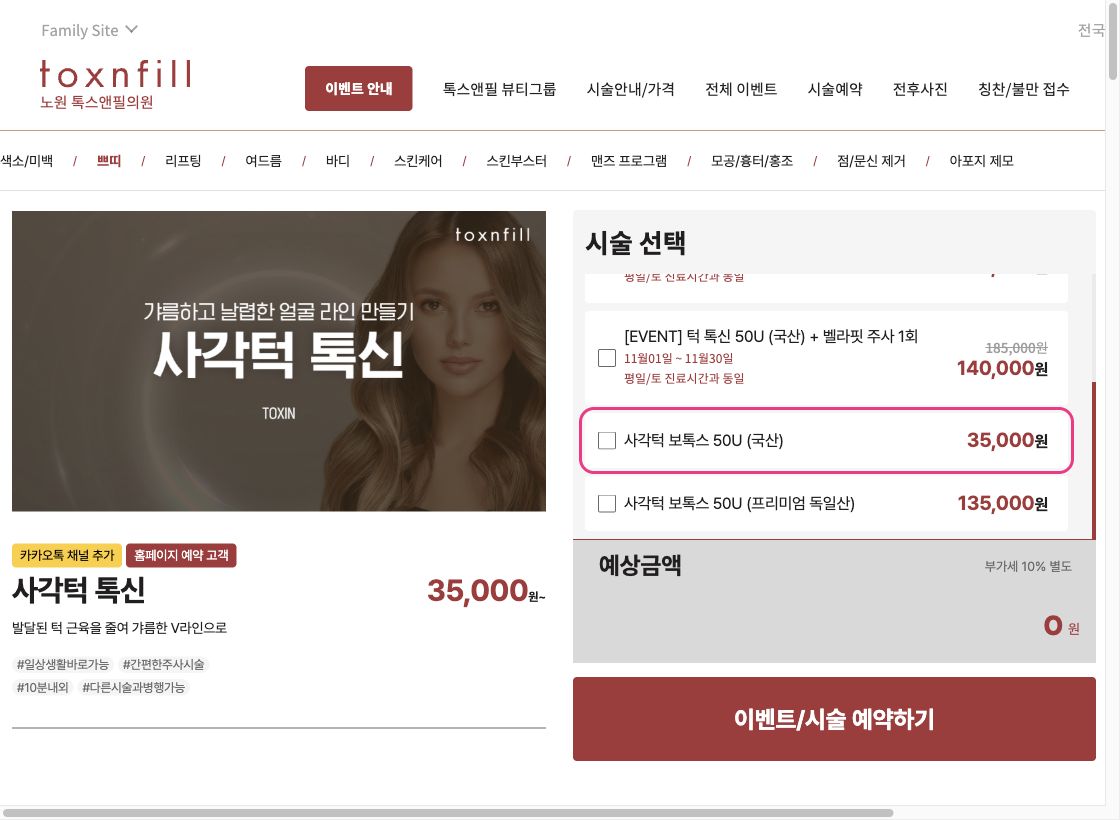 Family Site
전국
toxnfill
노원 톡스앤필의원
이벤트 안내
톡스앤필 뷰티그룹
시술안내/가격
전체 이벤트
시술예약
전후사진
칭찬/불만 접수
색소/미백 / 쁘띠 / 리프팅 / 여드름 / 바디 / 스킨케어 / 스킨부스터 / 맨즈 프로그램 / 모공/흉터/홍조 / 점/문신 제거 / 아포지 제모
toxnfill
갸름하고 날렵한 얼굴 라인 만들기
사각턱 톡신
TOXIN
카카오톡 채널 추가
홈페이지 예약 고객
사각턱 톡신
35,000원~
발달된 턱 근육을 줄여 갸름한 V라인으로
#일상생활바로가능 #간편한주사시술
#10분내외 #다른시술과병행가능
시술 선택
평일/토 진료시간과 동일
[EVENT] 턱 톡신 50U (국산) + 벨라핏 주사 1회
11월01일 ~ 11월30일
평일/토 진료시간과 동일
185,000원
140,000원
사각턱 보톡스 50U (국산)
35,000원
사각턱 보톡스 50U (프리미엄 독일산)
135,000원
예상금액
부가세 10% 별도
0 원
이벤트/시술 예약하기